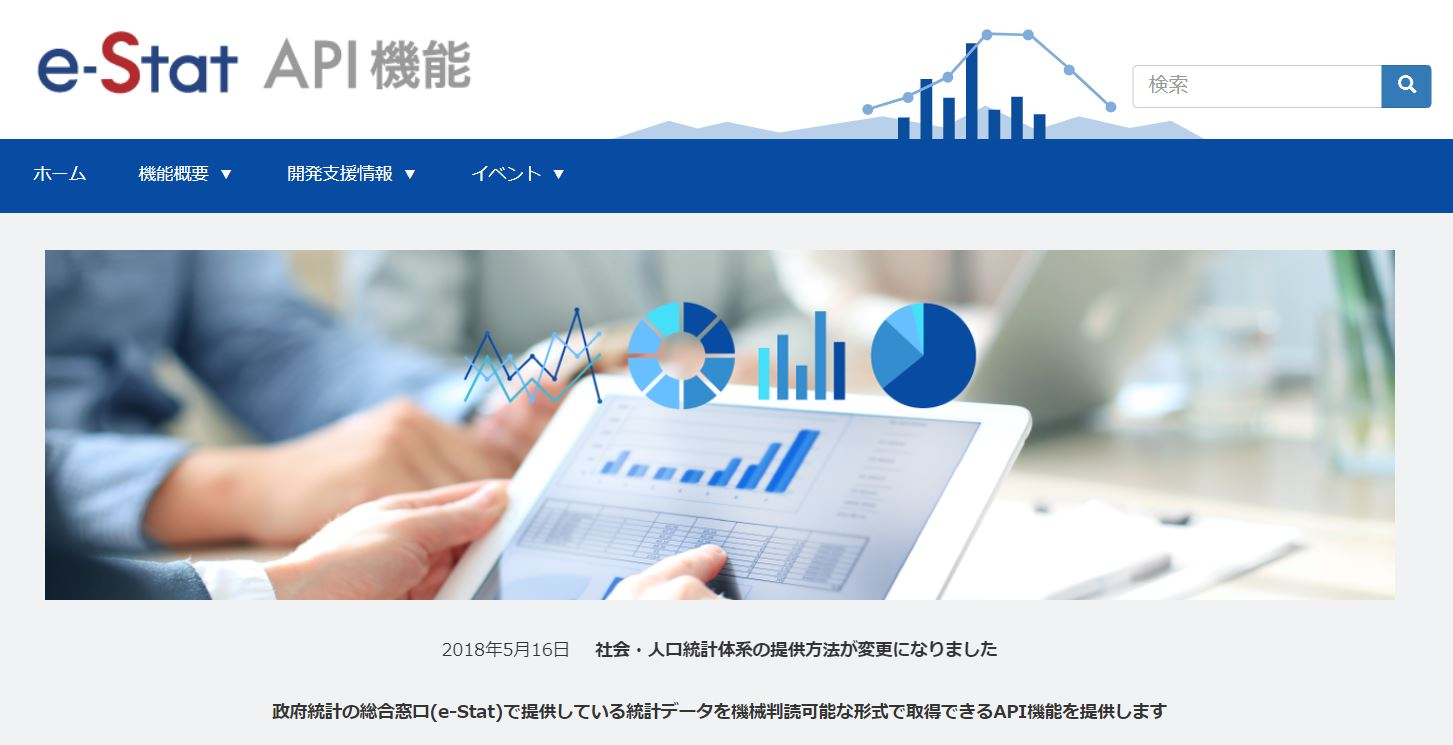 e-Stat API機能
検索
ホーム 機能概要 ▼ 開発支援情報 ▼ イベント ▼
2018年5月16日 社会・人口統計体系の提供方法が変更になりました
政府統計の総合窓口(e-Stat)で提供している統計データを機械判読可能な形式で取得できるAPI機能を提供します